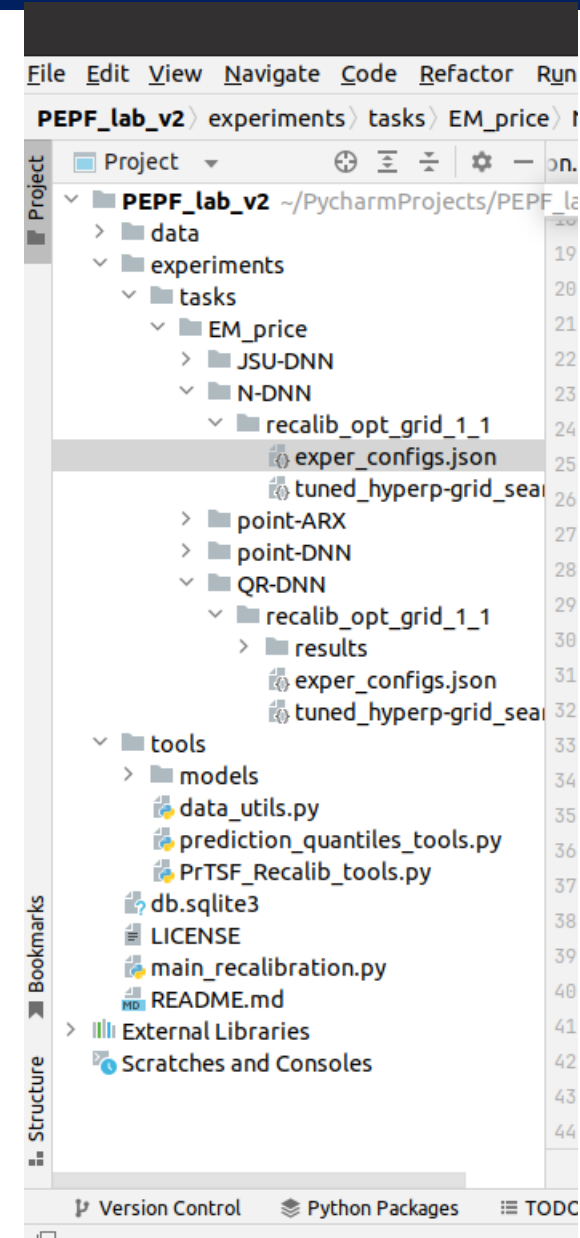 File Edit View Navigate Code Refactor Run
PEPF_lab_v2 experiments tasks EM_price
Project
Project
on.
PEPF_lab_v2 ~/PycharmProjects/PEPF_la
data
19
experiments
20
tasks
21
EM_price
22
JSU-DNN
23
N-DNN
24
recalib_opt_grid_1_1
25
exper_configs.json
26
tuned_hyperp-grid_sear
27
point-ARX
28
point-DNN
29
QR-DNN
30
recalib_opt_grid_1_1
31
results
32
exper_configs.json
33
tuned_hyperp-grid_sear
34
tools
35
models
36
data_utils.py
37
prediction_quantiles_tools.py
38
PrTSF_Recalib_tools.py
39
db.sqlite3
40
LICENSE
41
main_recalibration.py
42
MD README.md
43
External Libraries
44
Scratches and Consoles
Bookmarks
Structure
Version Control Python Packages TODO